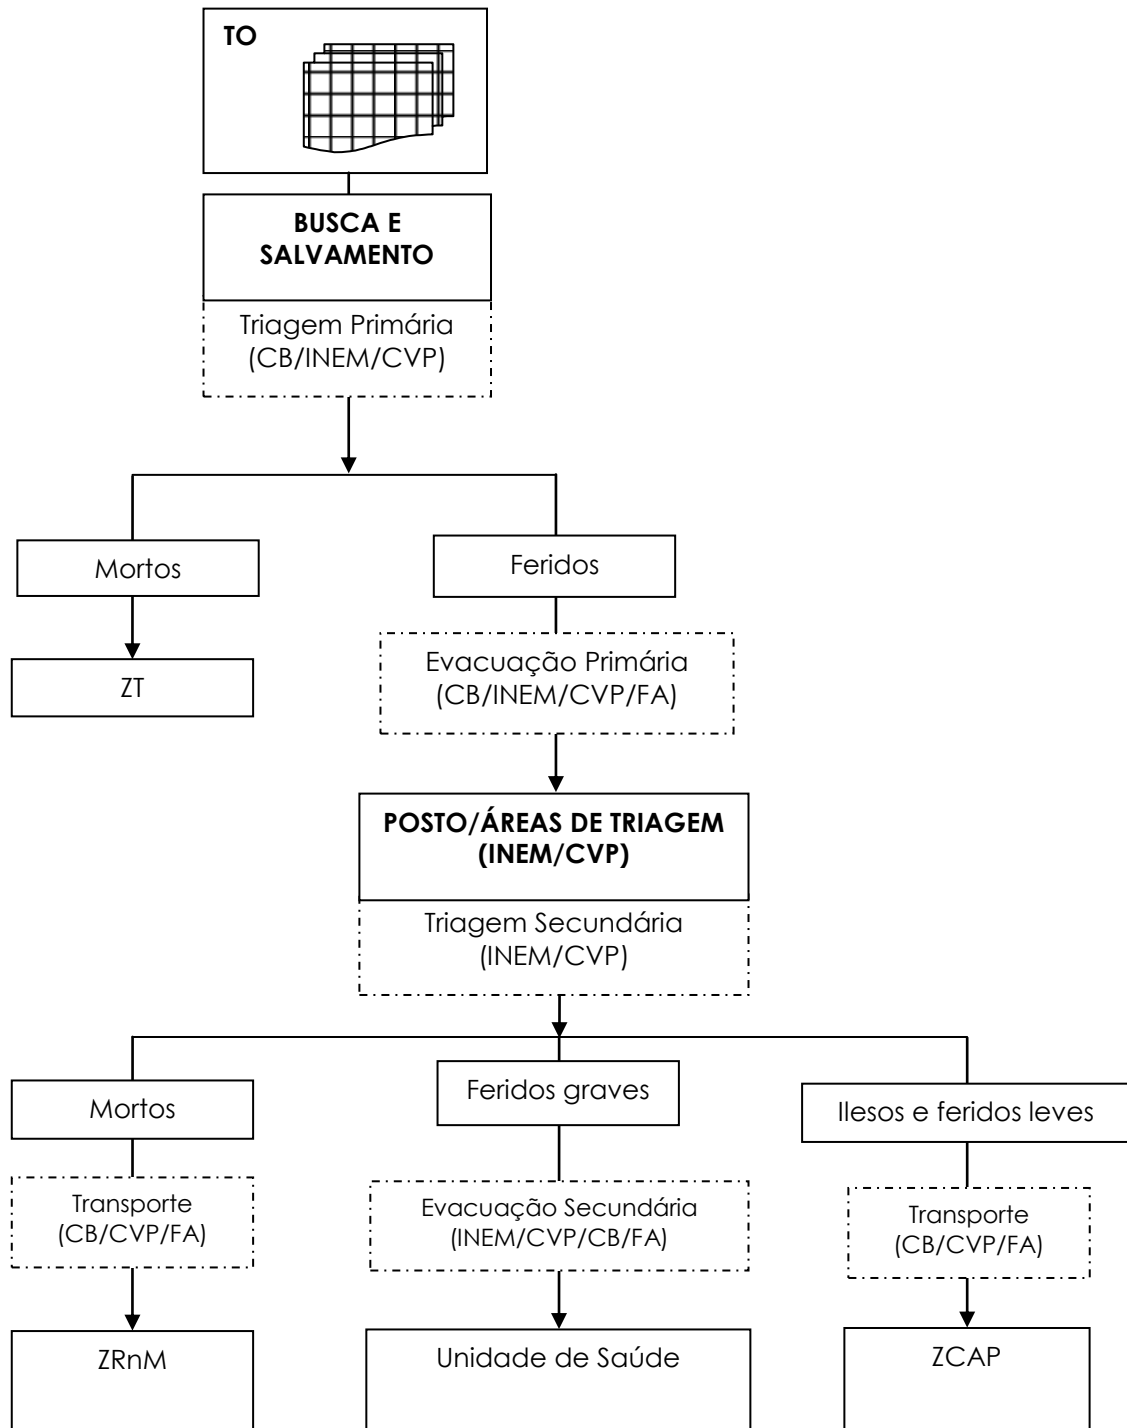 TO
BUSCA E
SALVAMENTO
Triagem Primária
(CB/INEM/CVP)
Mortos
Feridos
ZT
Evacuação Primária
(CB/INEM/CVP/FA)
POSTO/ÁREAS DE TRIAGEM
(INEM/CVP)
Triagem Secundária
(INEM/CVP)
Mortos
Feridos graves
Ilesos e feridos leves
Transporte
(CB/CVP/FA)
Evacuação Secundária
(INEM/CVP/CB/FA)
Transporte
(CB/CVP/FA)
ZRnM
Unidade de Saúde
ZCAP